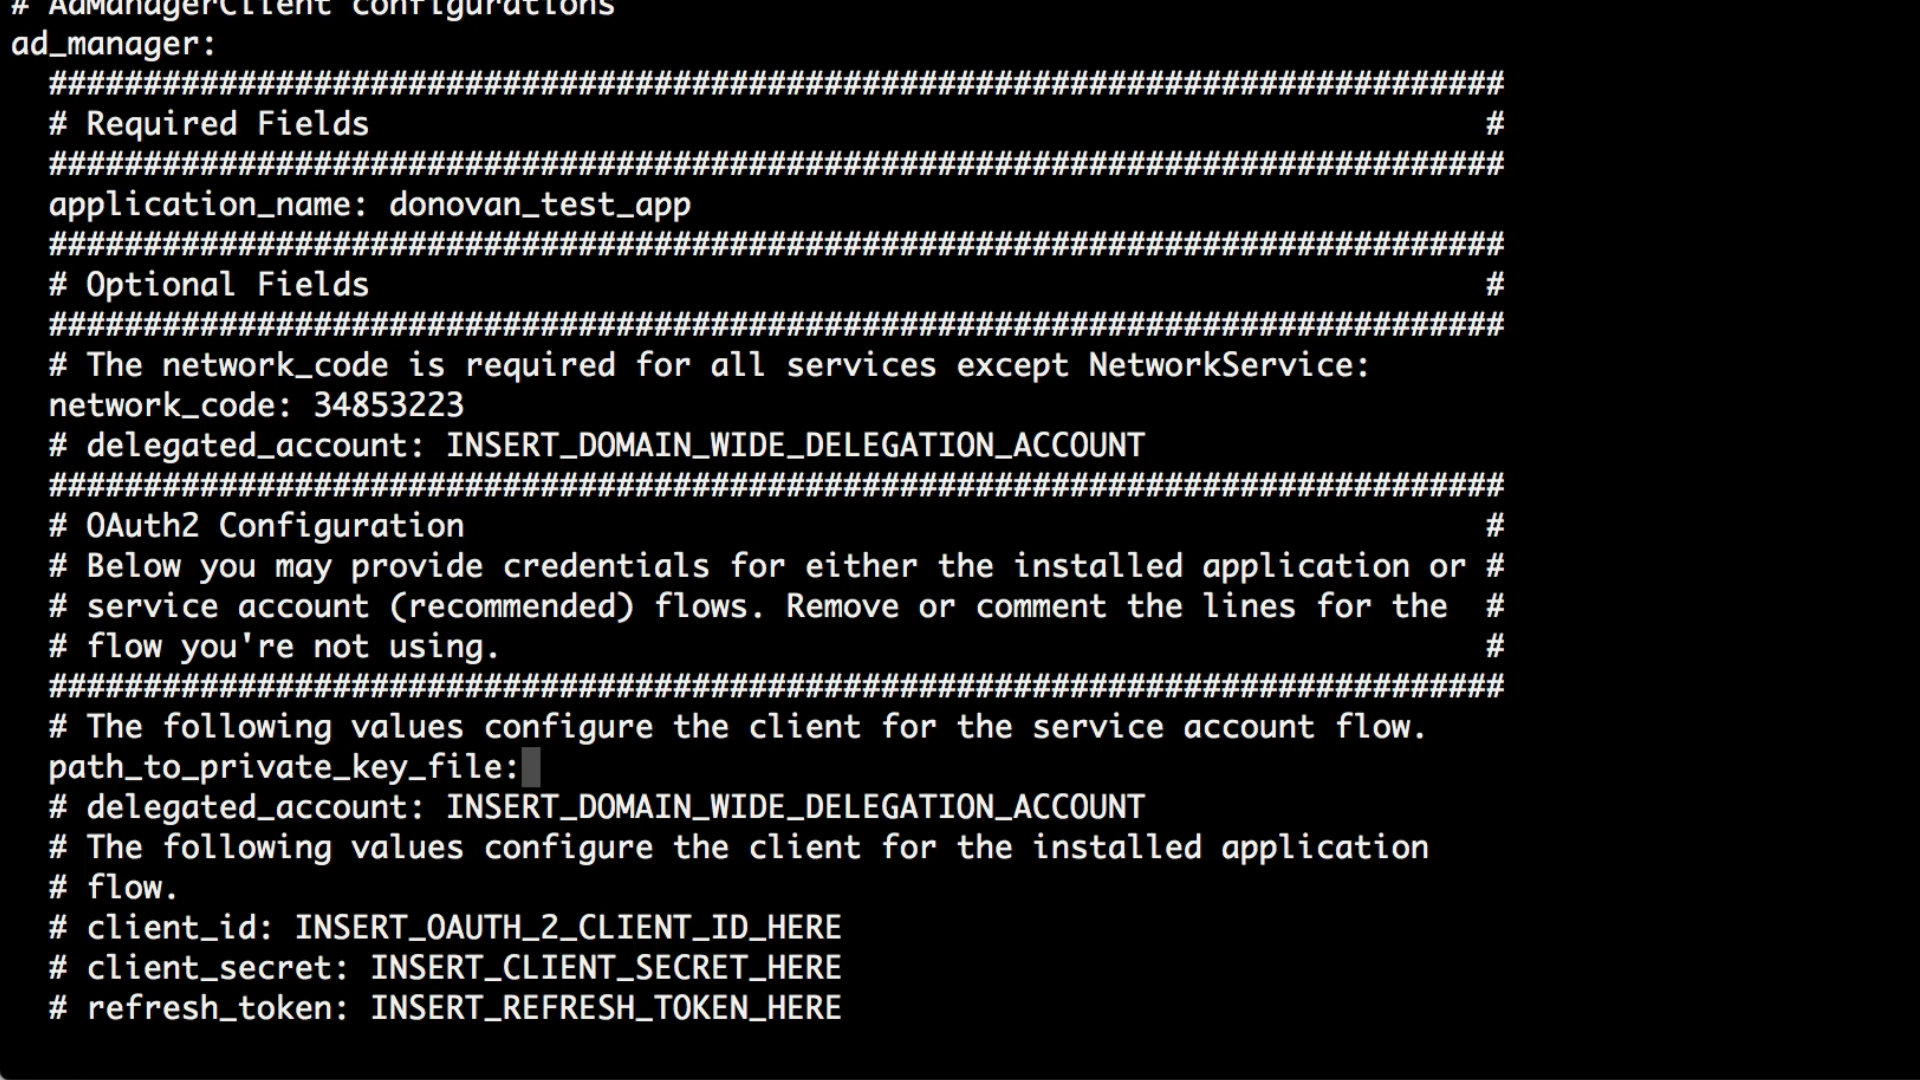 # AdManagerClient configurations
ad_manager:
#############################################################################
# Required Fields #
#############################################################################
application_name: donovan_test_app
#############################################################################
# Optional Fields #
#############################################################################
# The network_code is required for all services except NetworkService:
network_code: 34853223
# delegated_account: INSERT_DOMAIN_WIDE_DELEGATION_ACCOUNT
#############################################################################
# OAuth2 Configuration #
# Below you may provide credentials for either the installed application or #
# service account (recommended) flows. Remove or comment the lines for the #
# flow you're not using. #
#############################################################################
# The following values configure the client for the service account flow.
path_to_private_key_file:
# delegated_account: INSERT_DOMAIN_WIDE_DELEGATION_ACCOUNT
# The following values configure the client for the installed application
# flow.
# client_id: INSERT_OAUTH_2_CLIENT_ID_HERE
# client_secret: INSERT_CLIENT_SECRET_HERE
# refresh_token: INSERT_REFRESH_TOKEN_HERE